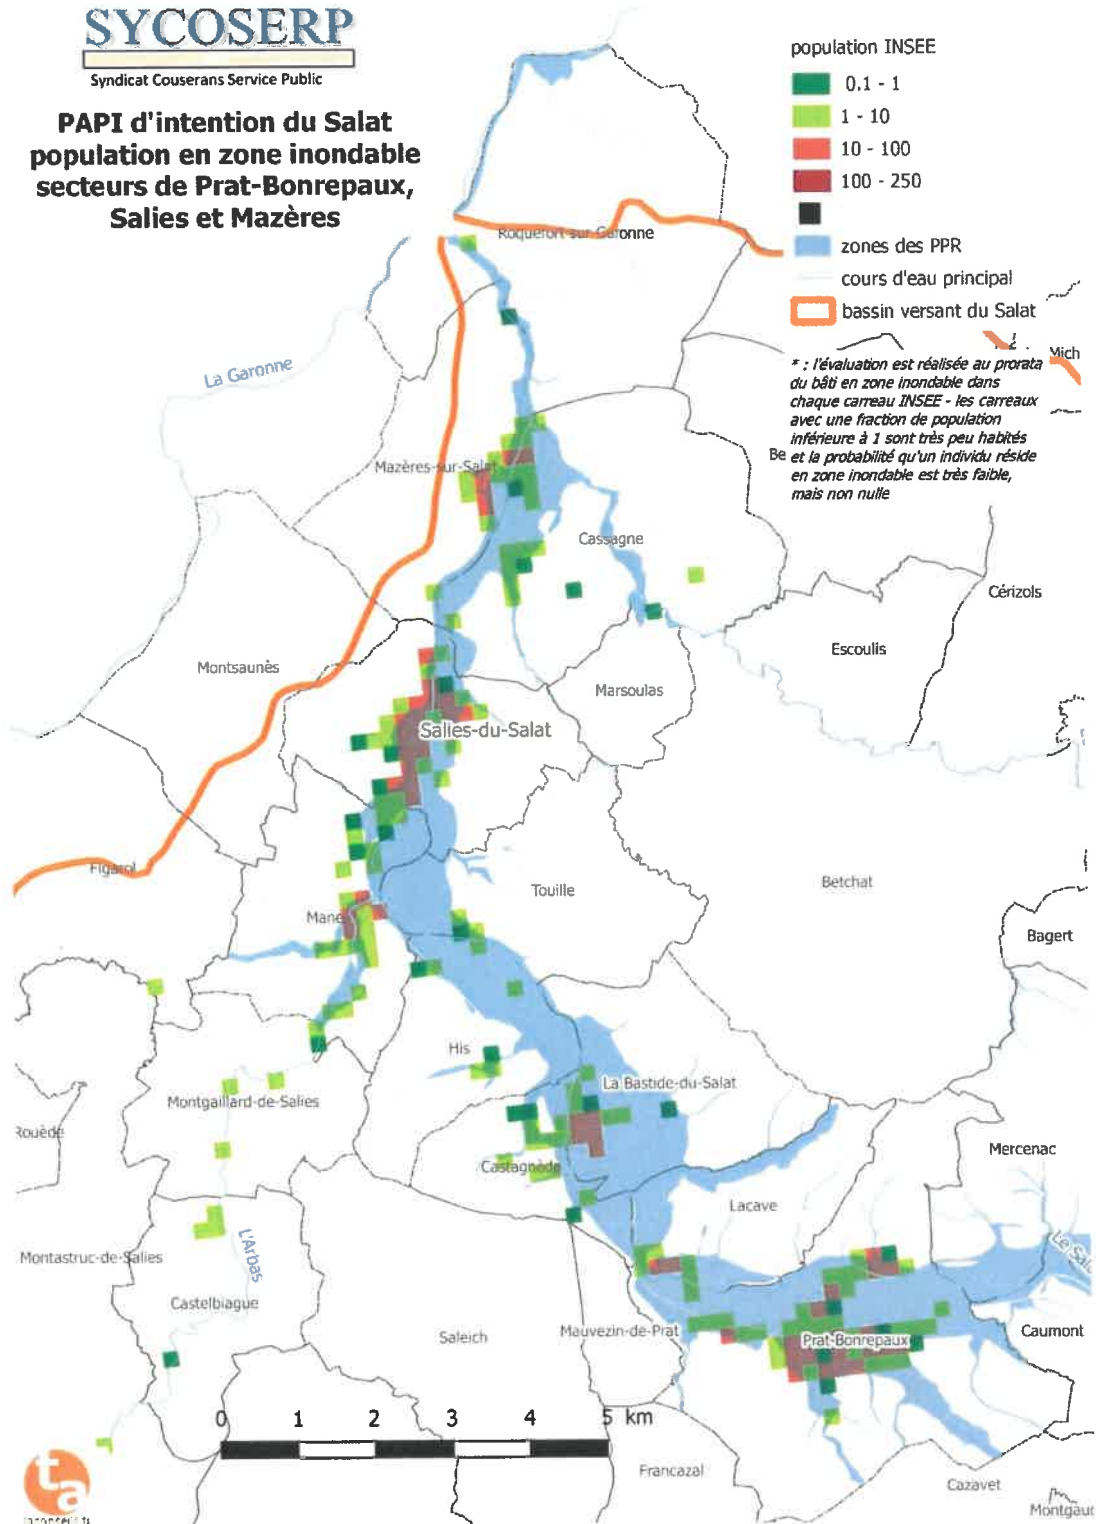 SYCOSERP
Syndicat Couserans Service Public
PAPI d'intention du Salat
population en zone inondable
secteurs de Prat-Bonrepaux,
Salies et Mazères
population INSEE
0.1 - 1
1 - 10
10 - 100
100 - 250
zones des PPR
cours d'eau principal
bassin versant du Salat
* : l'évaluation est réalisée au prorata
du bâti en zone inondable dans
chaque carreau INSEE - les carreaux
avec une fraction de population
inférieure à 1 sont très peu habités
et la probabilité qu'un individu réside
en zone inondable est très faible,
mais non nulle
Mich
Be
Roquefort-sur-Garonne
La Garonne
Mazères-sur-Salat
Cassagne
Cérizols
Escoulis
Montsaunès
Marsoulas
Salies-du-Salat
Figarol
Touille
Betchat
Mane
Bagert
His
La Bastide-du-Salat
Montgaillard-de-Salies
Rouède
Mercenac
Castagnède
Lacave
Montastruc-de-Salies
L'Arbas
Le Sal
Castelbiague
Saleich
Mauvezin-de-Prat
Prat-Bonrepaux
Caumont
0 1 2 3 4 5 km
Francazal
Cazavet
Montgau
ta